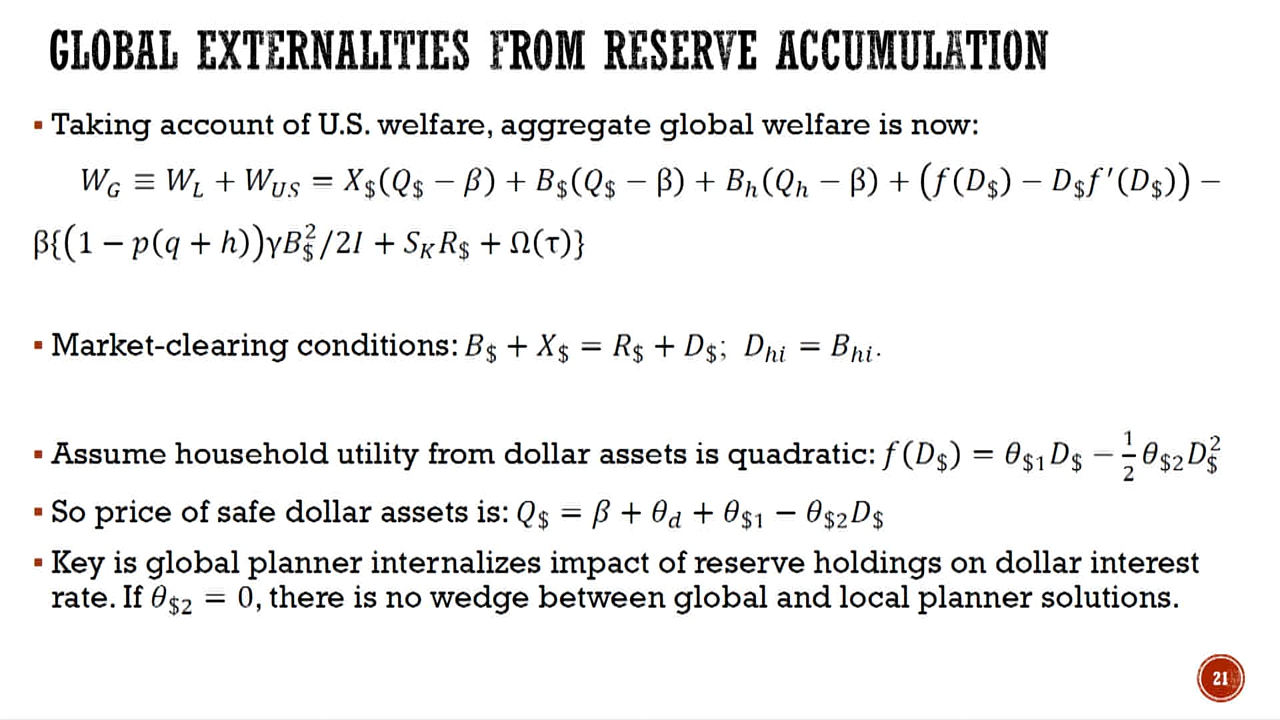 GLOBAL EXTERNALITIES FROM RESERVE ACCUMULATION
▪ Taking account of U.S. welfare, aggregate global welfare is now:
W_G ≡ W_L + W_US = X_$(Q_$ − β) + B_$(Q_$ − β) + B_h(Q_h − β) + (f(D_$) − D_$f′(D_$)) −
β{(1 − p(q + h))γB_$^2/2I + S_K R_$ + Ω(τ)}
▪ Market-clearing conditions: B_$ + X_$ = R_$ + D_$; D_hi = B_hi.
▪ Assume household utility from dollar assets is quadratic: f(D_$) = θ_$1 D_$ − 1/2 θ_$2 D_$^2
▪ So price of safe dollar assets is: Q_$ = β + θ_d + θ_$1 − θ_$2 D_$
▪ Key is global planner internalizes impact of reserve holdings on dollar interest
rate. If θ_$2 = 0, there is no wedge between global and local planner solutions.
21